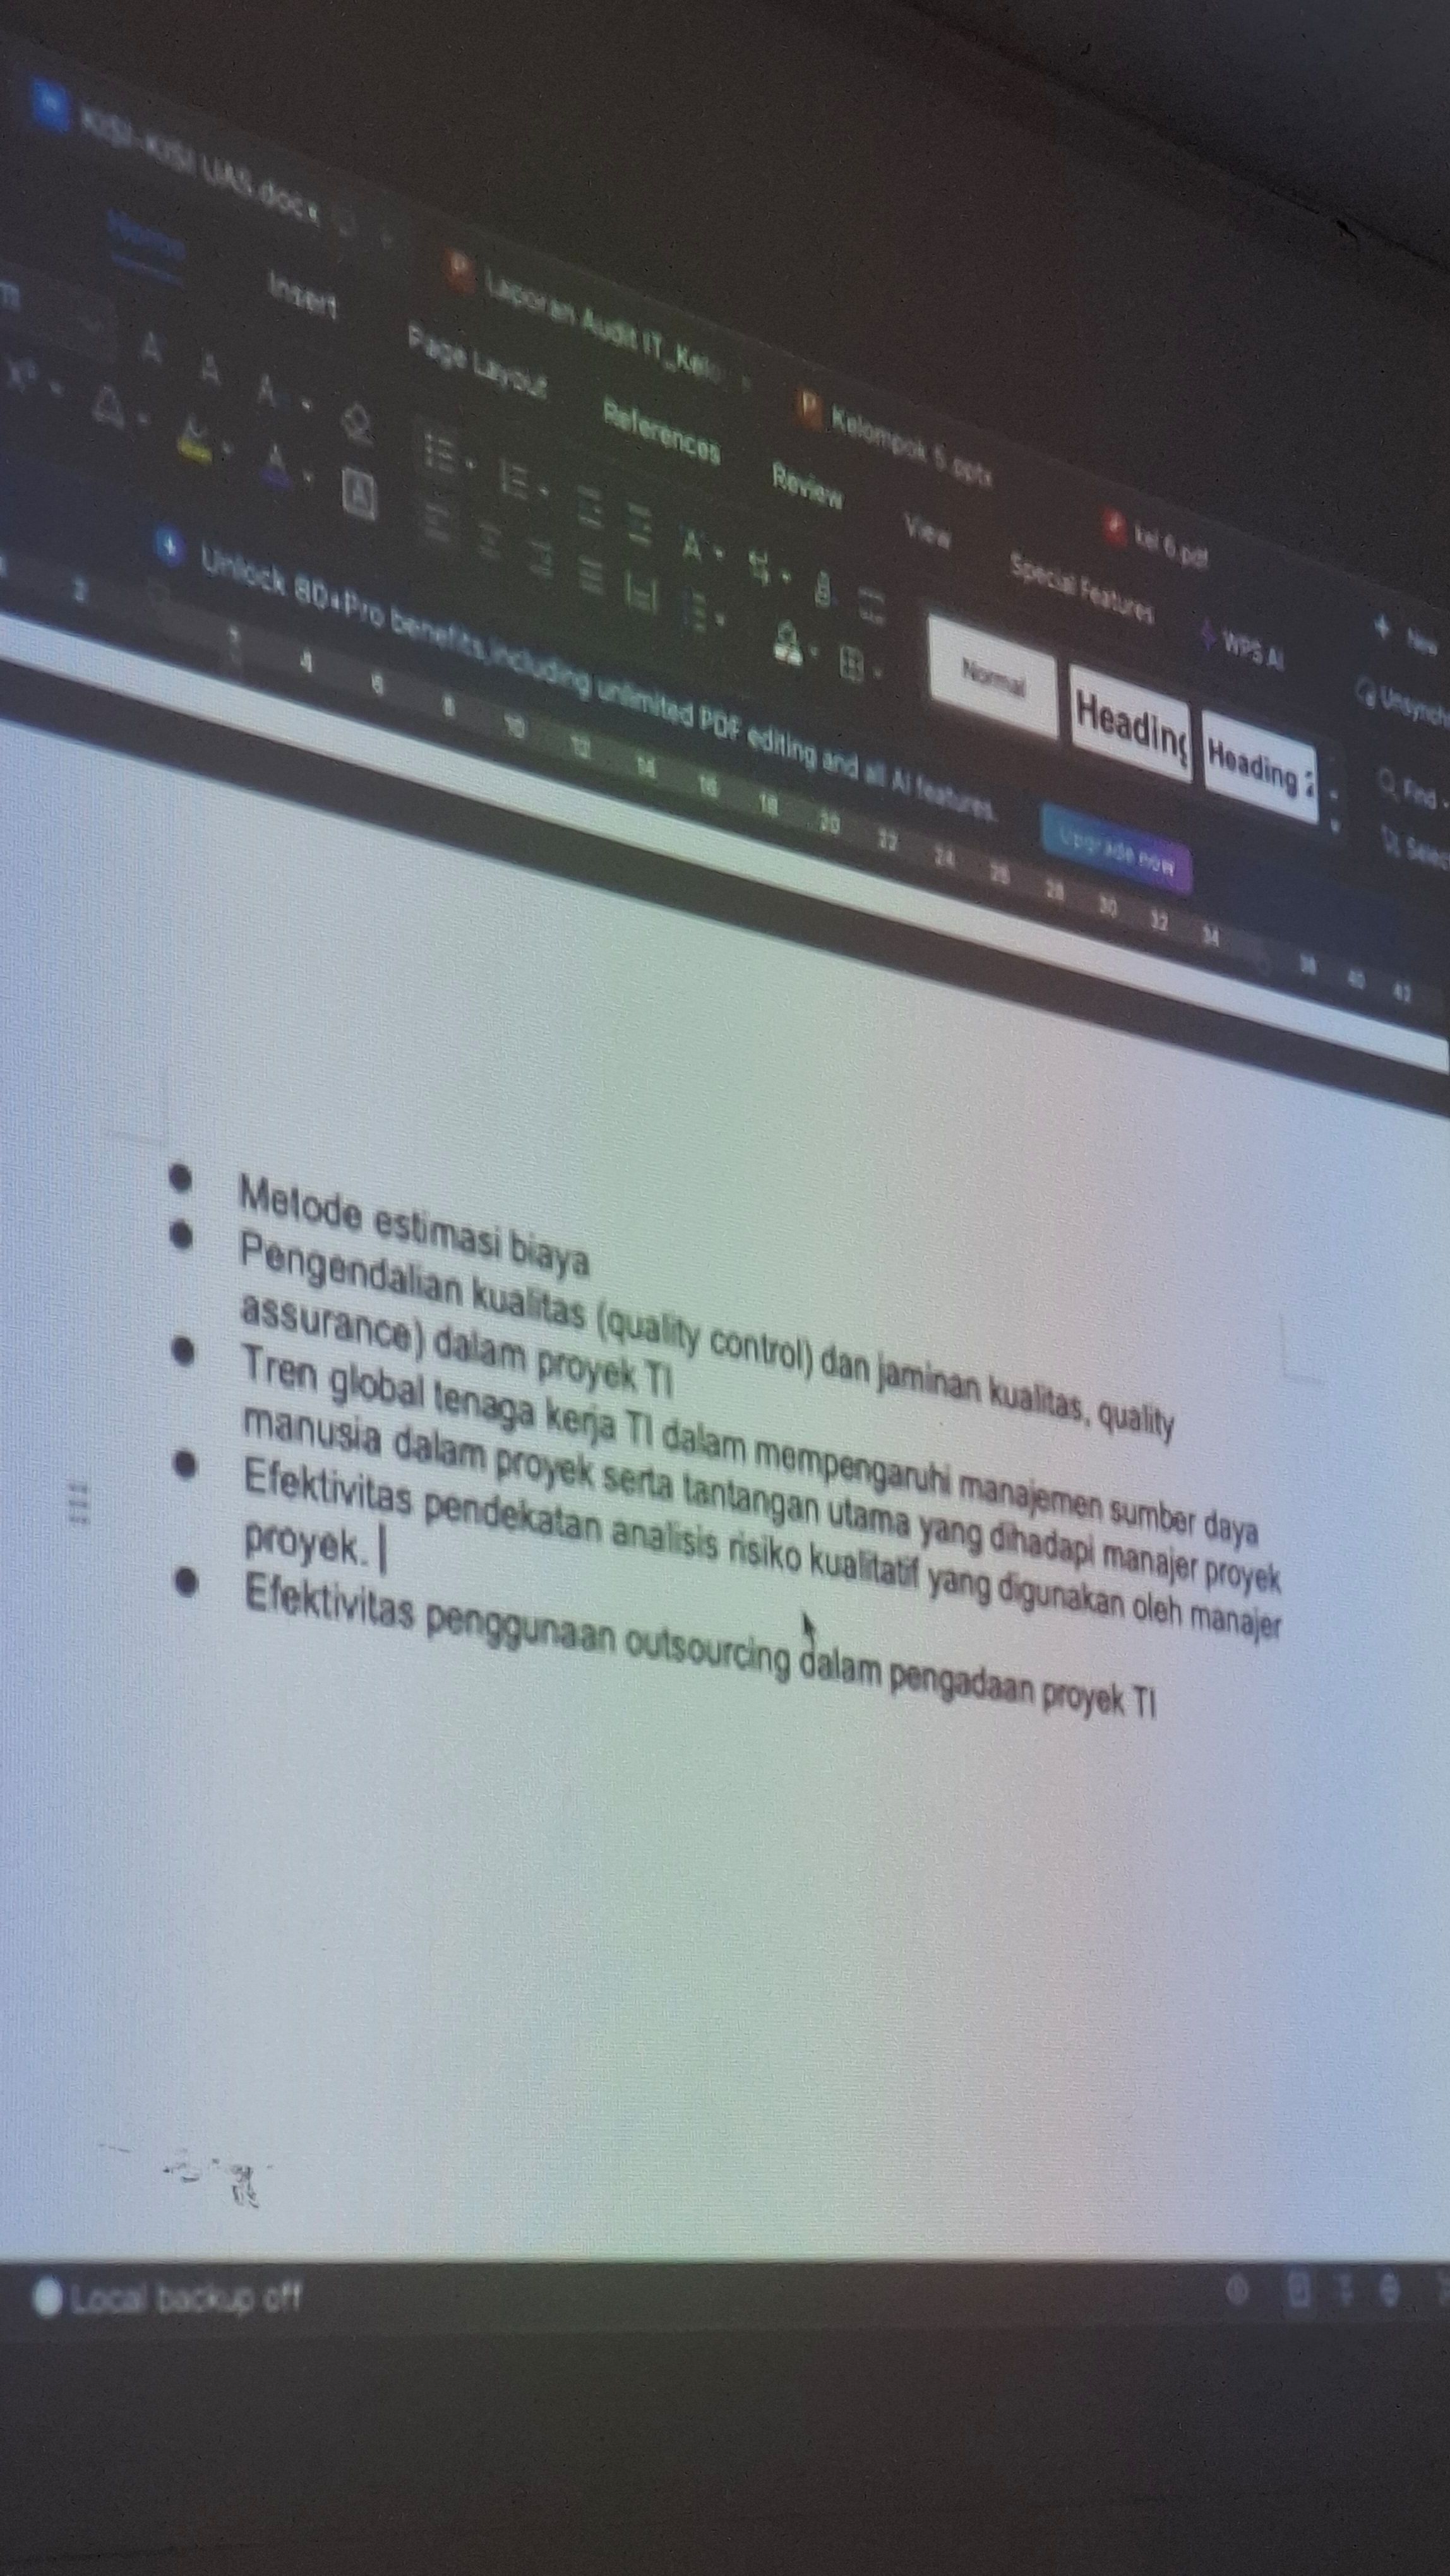 KISI-KISI UAS.docx
Laporan Audit IT_Kelo
Kelompok 5.pptx
kel 6.pdf
New
Home
Insert
Page Layout
References
Review
View
Special Features
WPS AI
Normal
Heading
Heading 2
Find
Unlock 80+Pro benefits,including unlimited PDF editing and all AI features.
Upgrade now
2 2 4 6 8 10 12 14 16 18 20 22 24 26 28 30 32 34 38 40 42
• Metode estimasi biaya
• Pengendalian kualitas (quality control) dan jaminan kualitas, quality
assurance) dalam proyek TI
• Tren global tenaga kerja TI dalam mempengaruhi manajemen sumber daya
manusia dalam proyek serta tantangan utama yang dihadapi manajer proyek
• Efektivitas pendekatan analisis risiko kualitatif yang digunakan oleh manajer
proyek.
• Efektivitas penggunaan outsourcing dalam pengadaan proyek TI
Local backup off